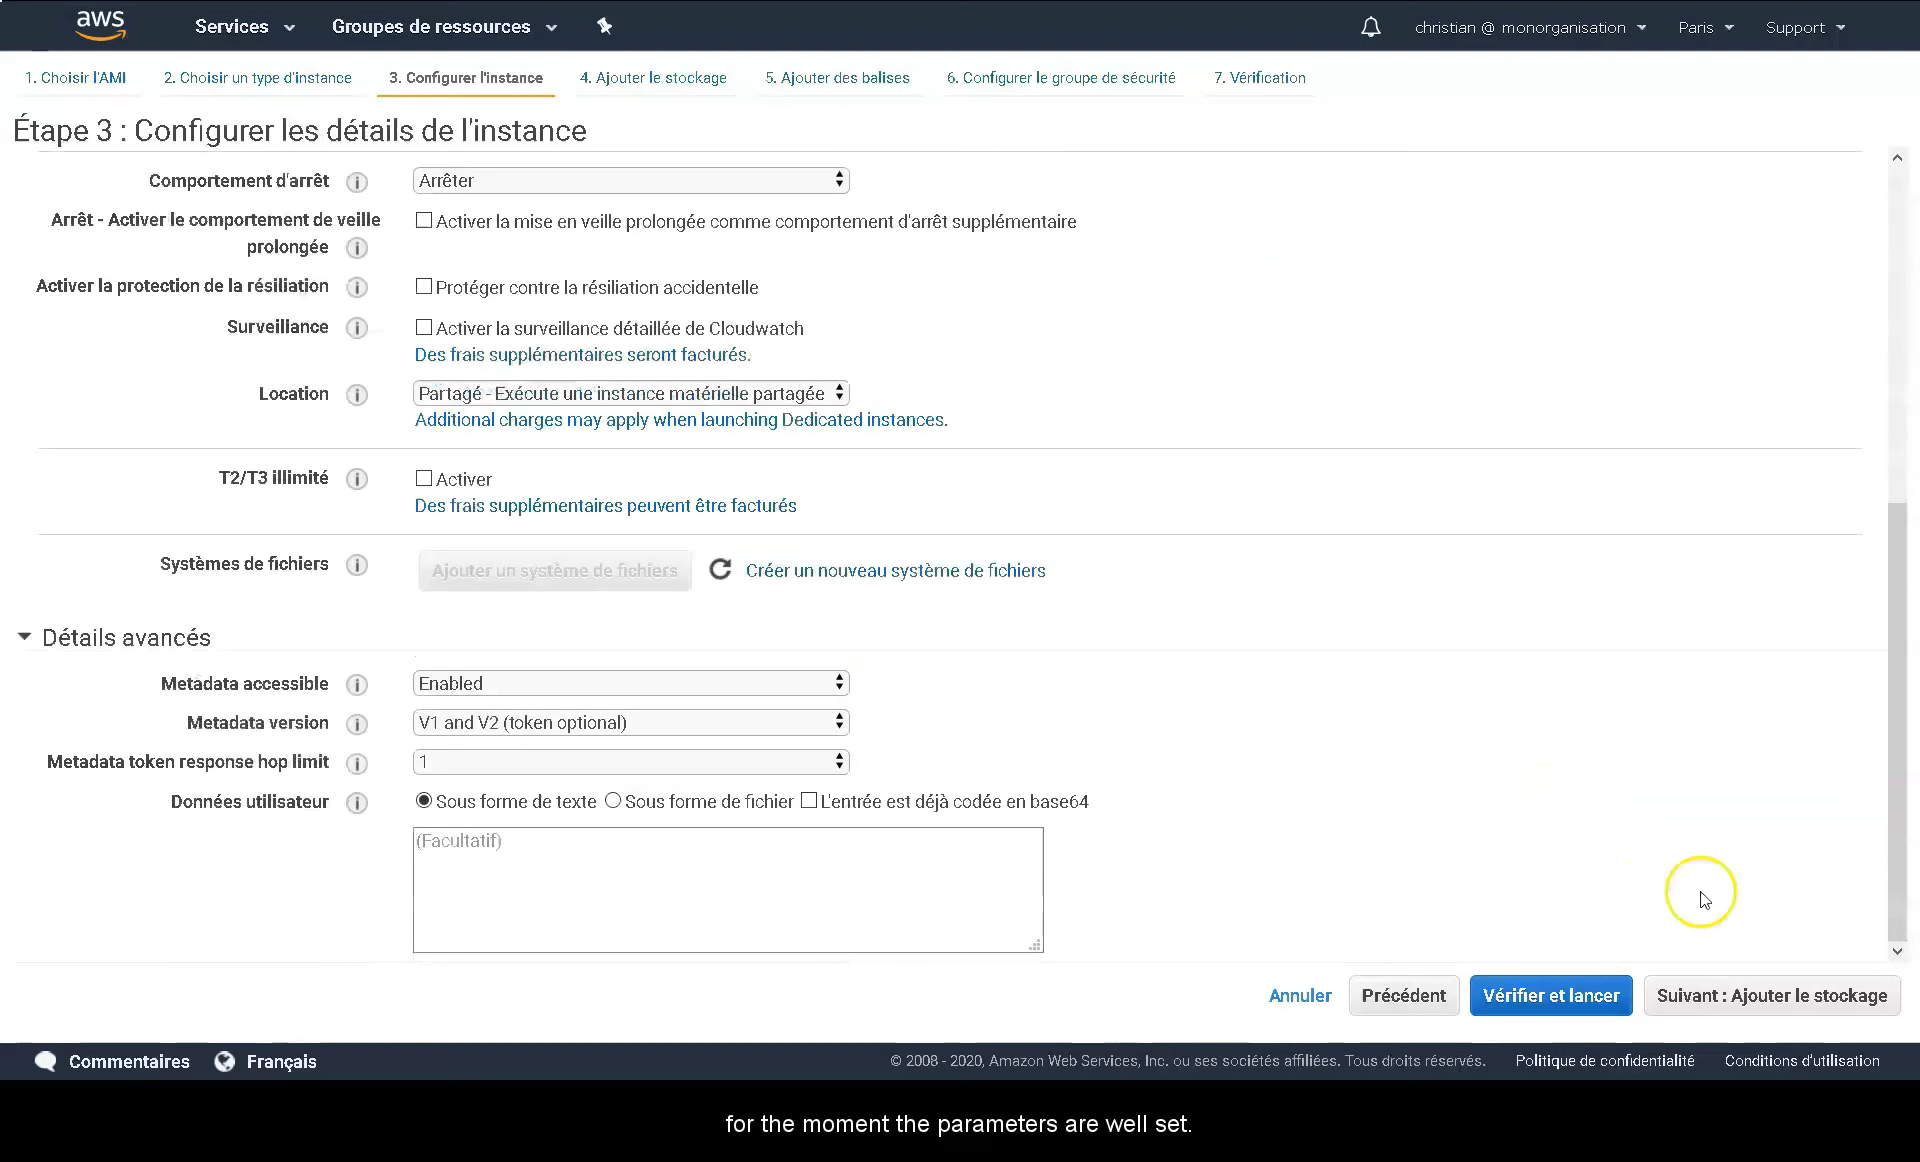 aws Services Groupes de ressources christian @ monorganisation Paris Support
1. Choisir l'AMI 2. Choisir un type d'instance 3. Configurer l'instance 4. Ajouter le stockage 5. Ajouter des balises 6. Configurer le groupe de sécurité 7. Vérification
Étape 3 : Configurer les détails de l'instance
Comportement d'arrêt Arrêter
Arrêt - Activer le comportement de veille Activer la mise en veille prolongée comme comportement d'arrêt supplémentaire
prolongée
Activer la protection de la résiliation Protéger contre la résiliation accidentelle
Surveillance Activer la surveillance détaillée de Cloudwatch
Des frais supplémentaires seront facturés.
Location Partagé - Exécute une instance matérielle partagée
Additional charges may apply when launching Dedicated instances.
T2/T3 illimité Activer
Des frais supplémentaires peuvent être facturés
Systèmes de fichiers Ajouter un système de fichiers Créer un nouveau système de fichiers
Détails avancés
Metadata accessible Enabled
Metadata version V1 and V2 (token optional)
Metadata token response hop limit 1
Données utilisateur Sous forme de texte Sous forme de fichier L'entrée est déjà codée en base64
(Facultatif)
Annuler Précédent Vérifier et lancer Suivant : Ajouter le stockage
Commentaires Français © 2008 - 2020, Amazon Web Services, Inc. ou ses sociétés affiliées. Tous droits réservés. Politique de confidentialité Conditions d'utilisation
for the moment the parameters are well set.